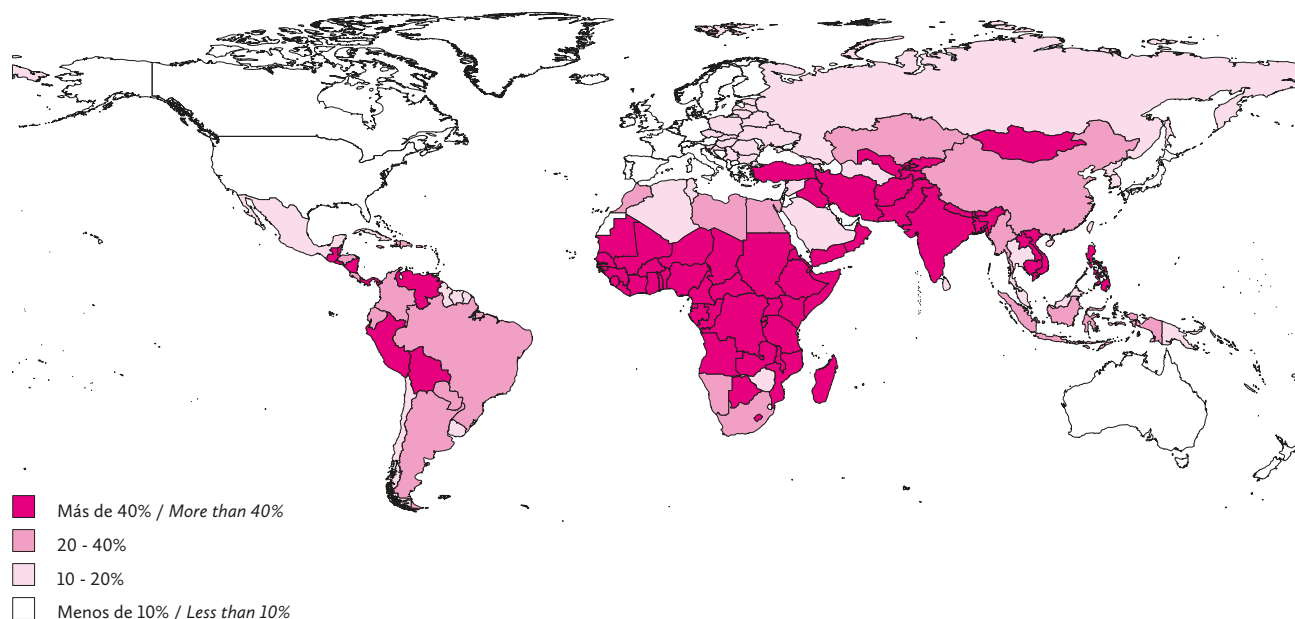 Más de 40% / More than 40%
20 - 40%
10 - 20%
Menos de 10% / Less than 10%